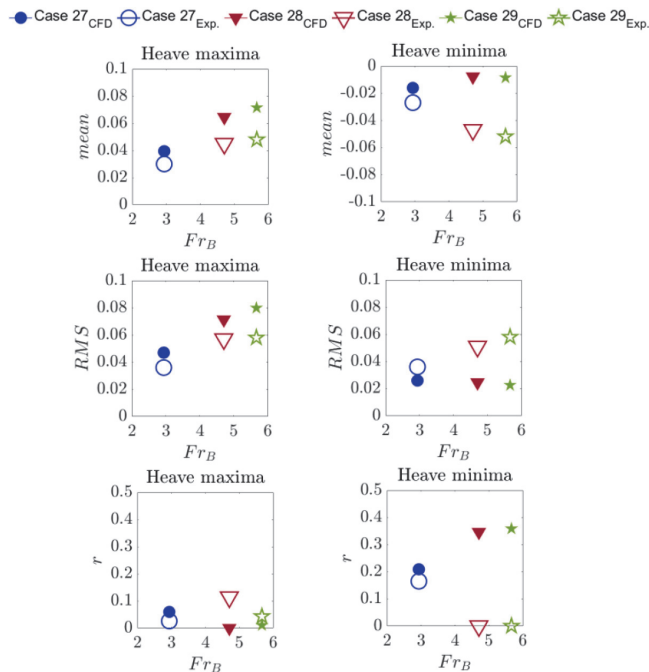 Case 27CFD Case 27Exp. Case 28CFD Case 28Exp. Case 29CFD Case 29Exp.
Heave maxima
0.1
0.08
0.06
0.04
0.02
0
mean
2 3 4 5 6
FrB
Heave minima
0
-0.02
-0.04
-0.06
-0.08
-0.1
mean
2 3 4 5 6
FrB
Heave maxima
0.1
0.08
0.06
0.04
0.02
0
RMS
2 3 4 5 6
FrB
Heave minima
0.1
0.08
0.06
0.04
0.02
0
RMS
2 3 4 5 6
FrB
Heave maxima
0.5
0.4
0.3
0.2
0.1
0
r
2 3 4 5 6
FrB
Heave minima
0.5
0.4
0.3
0.2
0.1
0
r
2 3 4 5 6
FrB